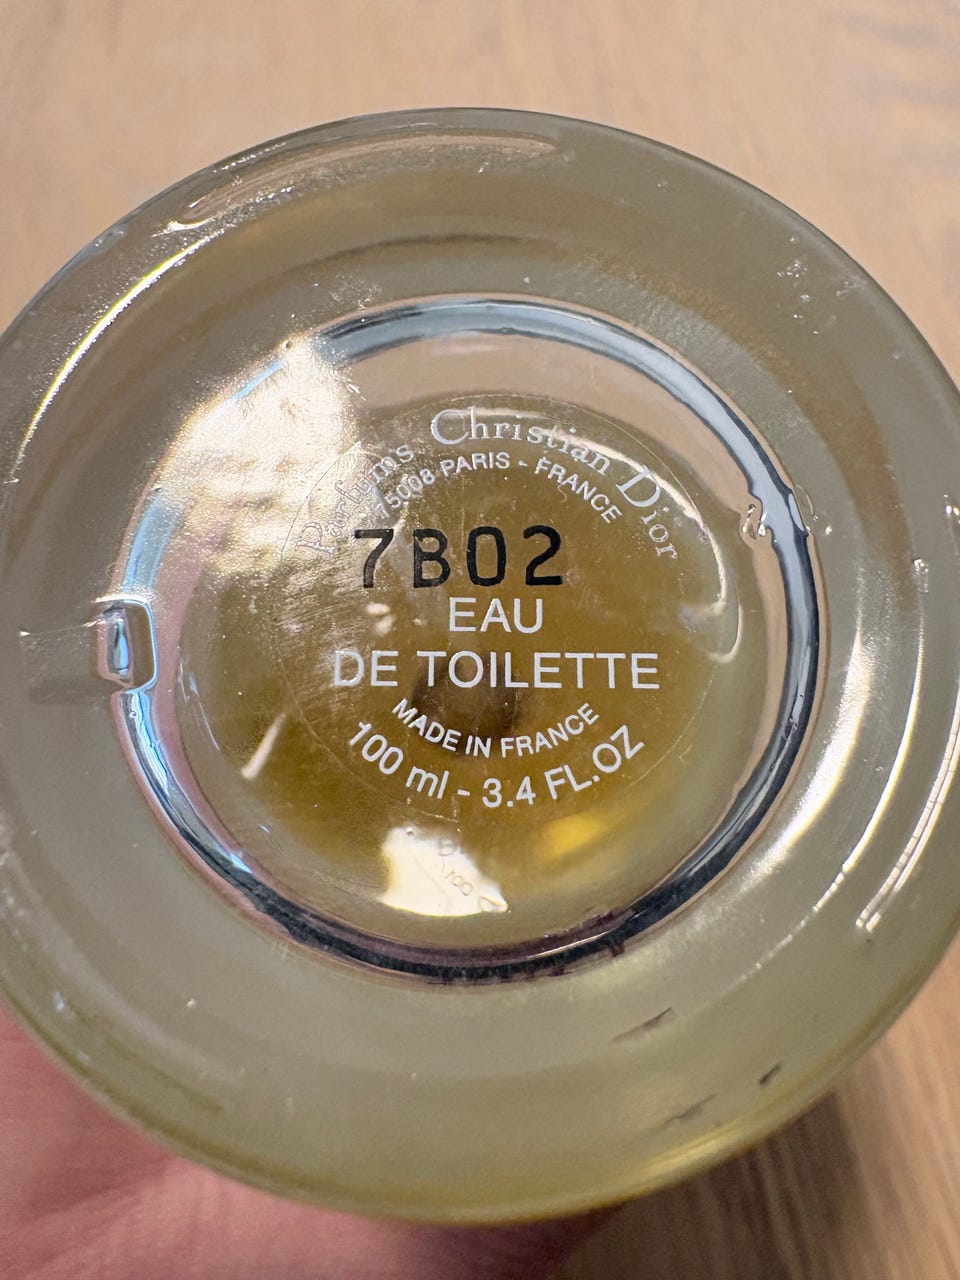 Parfums Christian Dior
75008 PARIS - FRANCE
7B02
EAU
DE TOILETTE
MADE IN FRANCE
100 ml - 3.4 FL.OZ